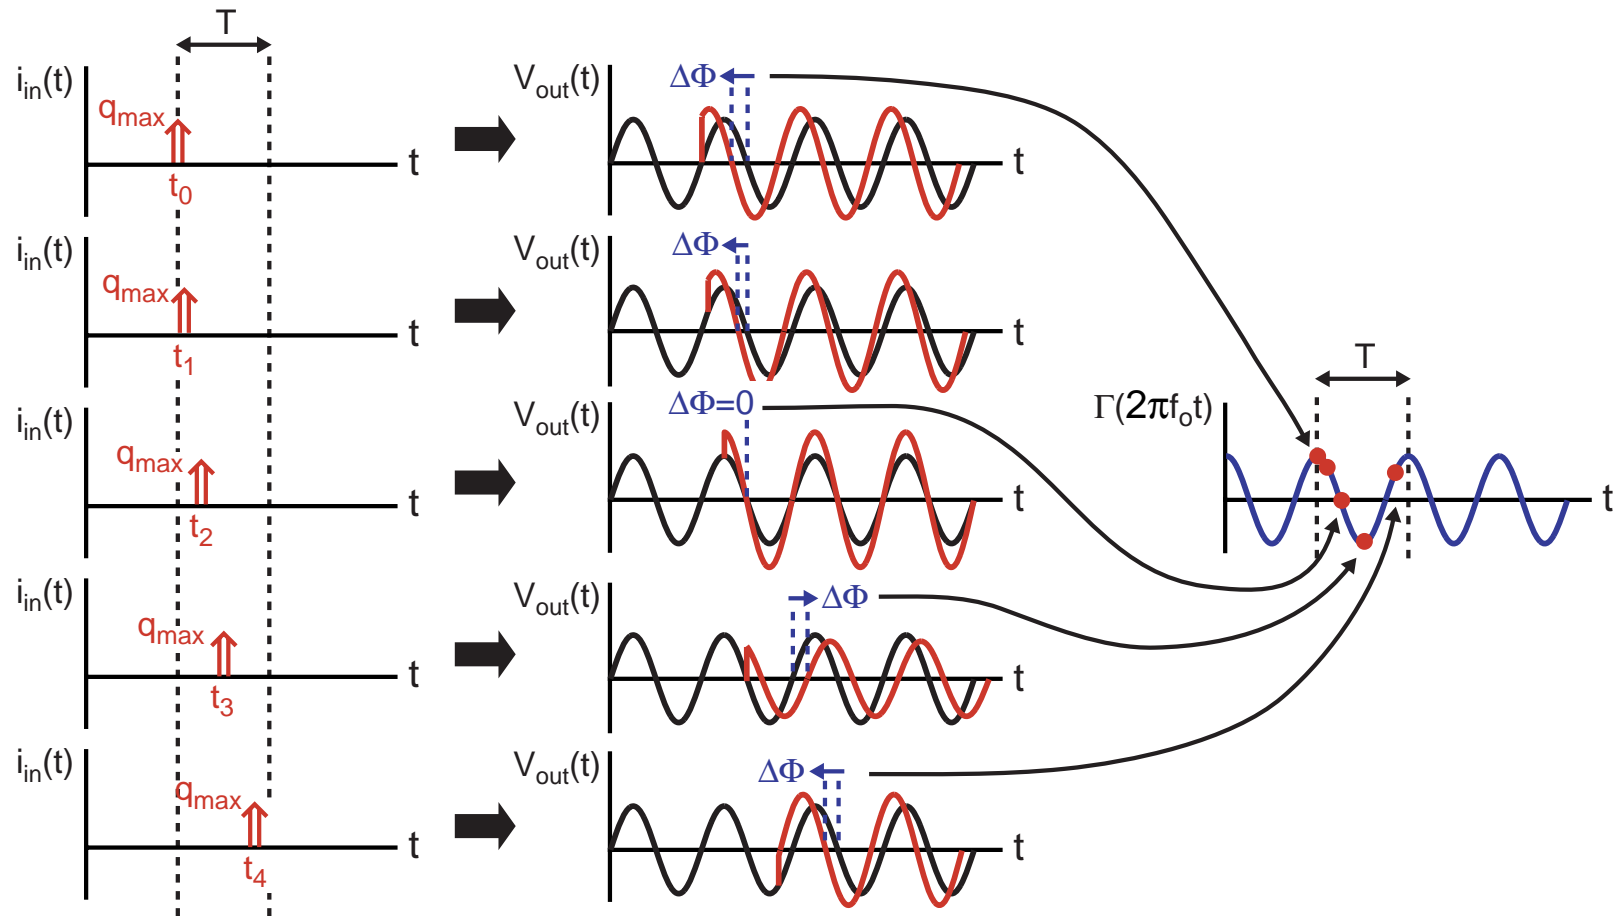 T
i_in(t)
q_max
t_0
t
V_out(t)
ΔΦ
t
i_in(t)
q_max
t_1
t
V_out(t)
ΔΦ
t
i_in(t)
q_max
t_2
t
V_out(t)
ΔΦ=0
t
i_in(t)
q_max
t_3
t
V_out(t)
ΔΦ
t
i_in(t)
q_max
t_4
t
V_out(t)
ΔΦ
t
T
Γ(2πf_ot)
t